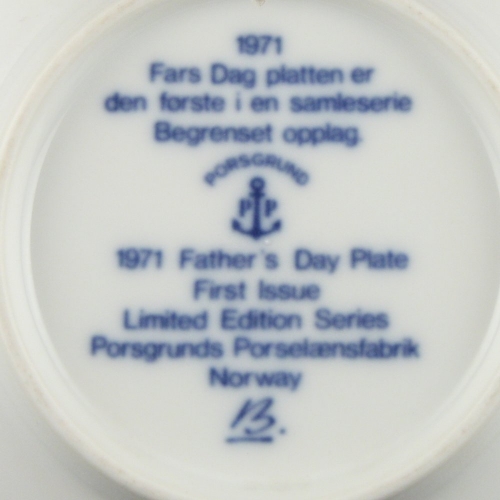 1971
Fars Dag platten er
den første i en samleserie
Begrenset opplag.
PORSGRUND
P P
1971 Father's Day Plate
First Issue
Limited Edition Series
Porsgrunds Porselænsfabrik
Norway
B.